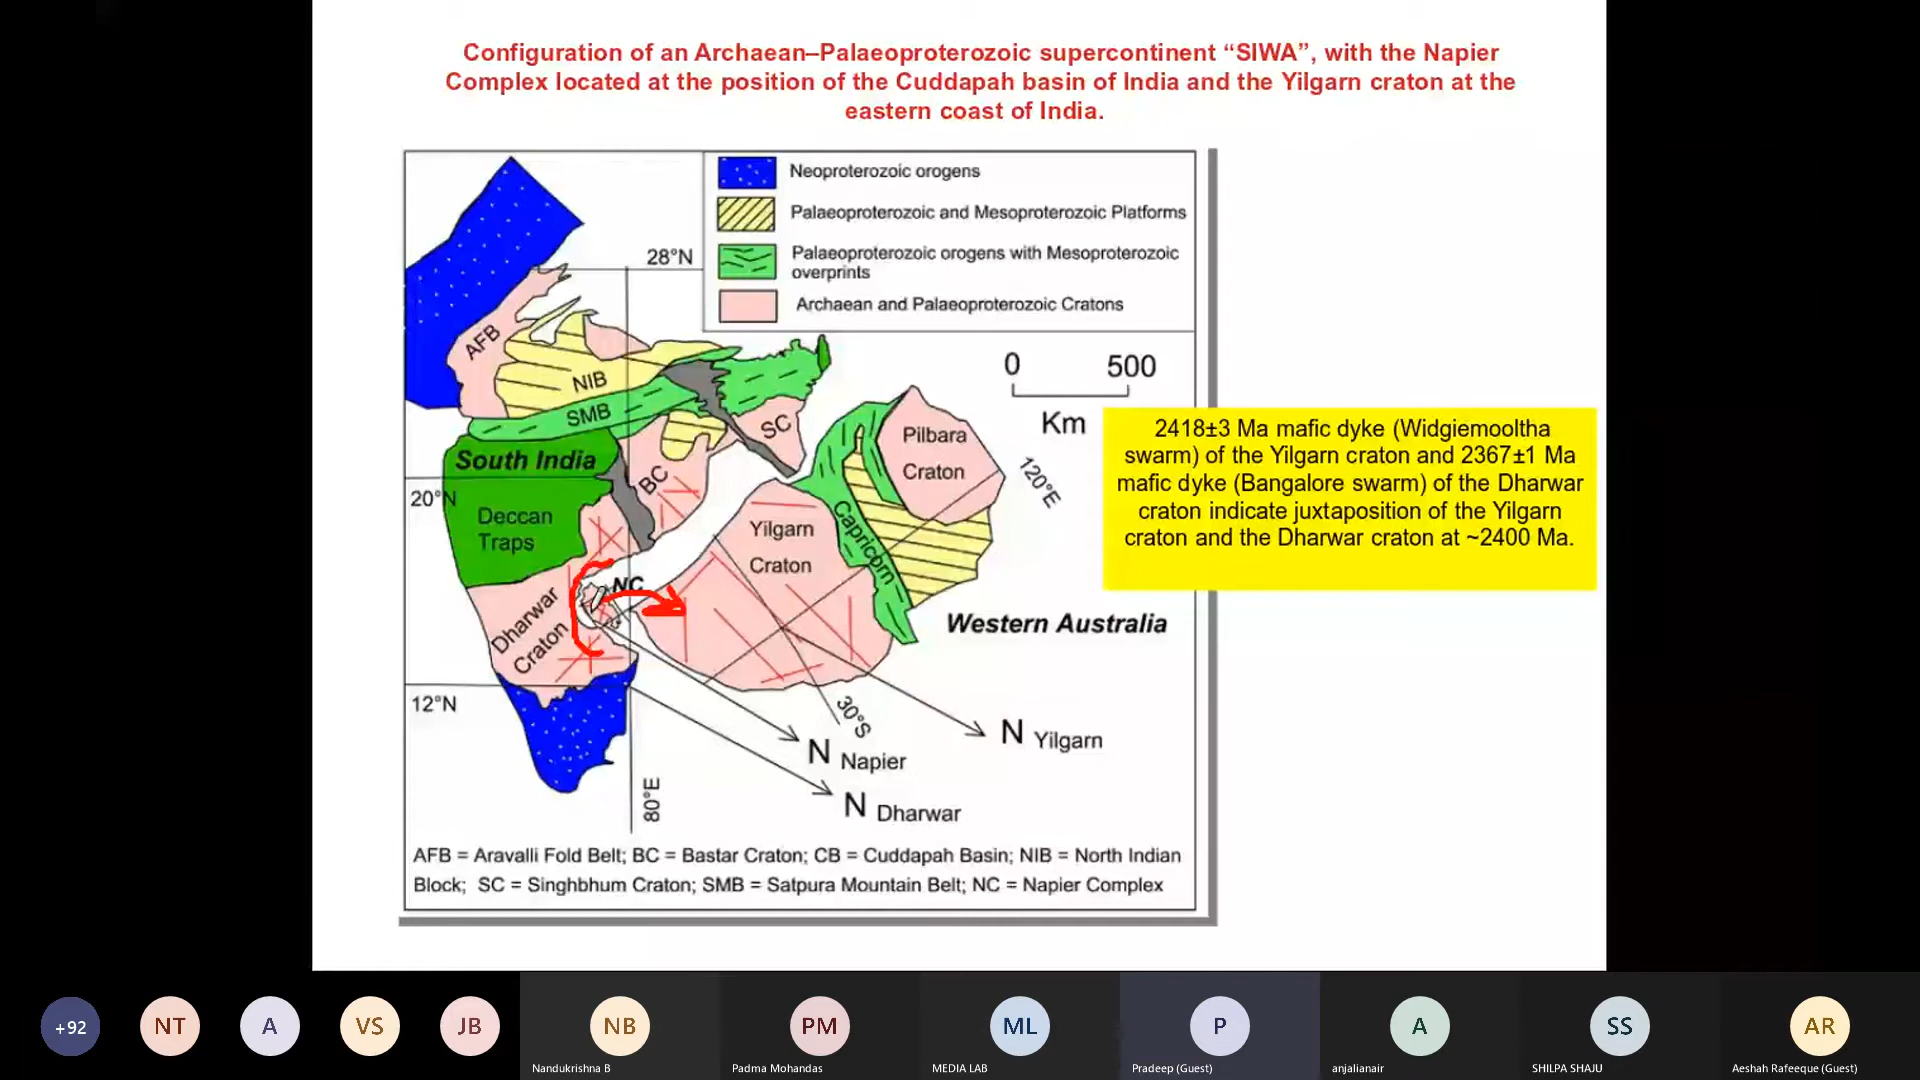 Configuration of an Archaean–Palaeoproterozoic supercontinent “SIWA”, with the Napier
Complex located at the position of the Cuddapah basin of India and the Yilgarn craton at the
eastern coast of India.
Neoproterozoic orogens
Palaeoproterozoic and Mesoproterozoic Platforms
Palaeoproterozoic orogens with Mesoproterozoic
overprints
Archaean and Palaeoproterozoic Cratons
28°N
AFB
NIB
SMB
SC
0 500
Km
Pilbara
Craton
120°E
South India
20°N
BC
Deccan
Traps
Yilgarn
Craton
Capricorn
NC
Dharwar
Craton
Western Australia
12°N
30°S
N Yilgarn
N Napier
N Dharwar
80°E
AFB = Aravalli Fold Belt; BC = Bastar Craton; CB = Cuddapah Basin; NIB = North Indian
Block; SC = Singhbhum Craton; SMB = Satpura Mountain Belt; NC = Napier Complex
2418±3 Ma mafic dyke (Widgiemooltha
swarm) of the Yilgarn craton and 2367±1 Ma
mafic dyke (Bangalore swarm) of the Dharwar
craton indicate juxtaposition of the Yilgarn
craton and the Dharwar craton at ~2400 Ma.
+92 NT A VS JB NB PM ML P A SS AR
Nandukrishna B Padma Mohandas MEDIA LAB Pradeep (Guest) anjalianair SHILPA SHAJU Aeshah Rafeeque (Guest)